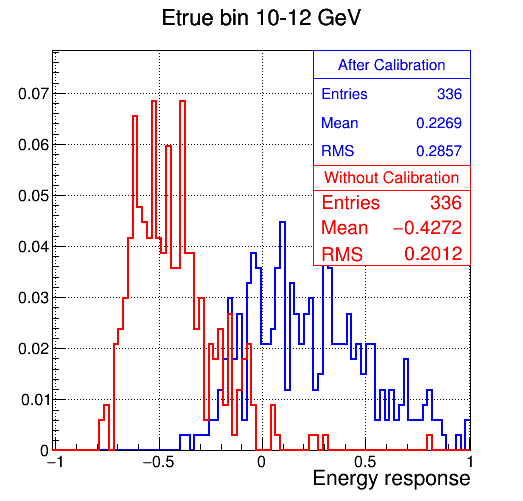 Etrue bin 10-12 GeV
After Calibration
Entries 336
Mean 0.2269
RMS 0.2857
Without Calibration
Entries 336
Mean −0.4272
RMS 0.2012
0.07
0.06
0.05
0.04
0.03
0.02
0.01
0
−1 −0.5 0 0.5 1
Energy response